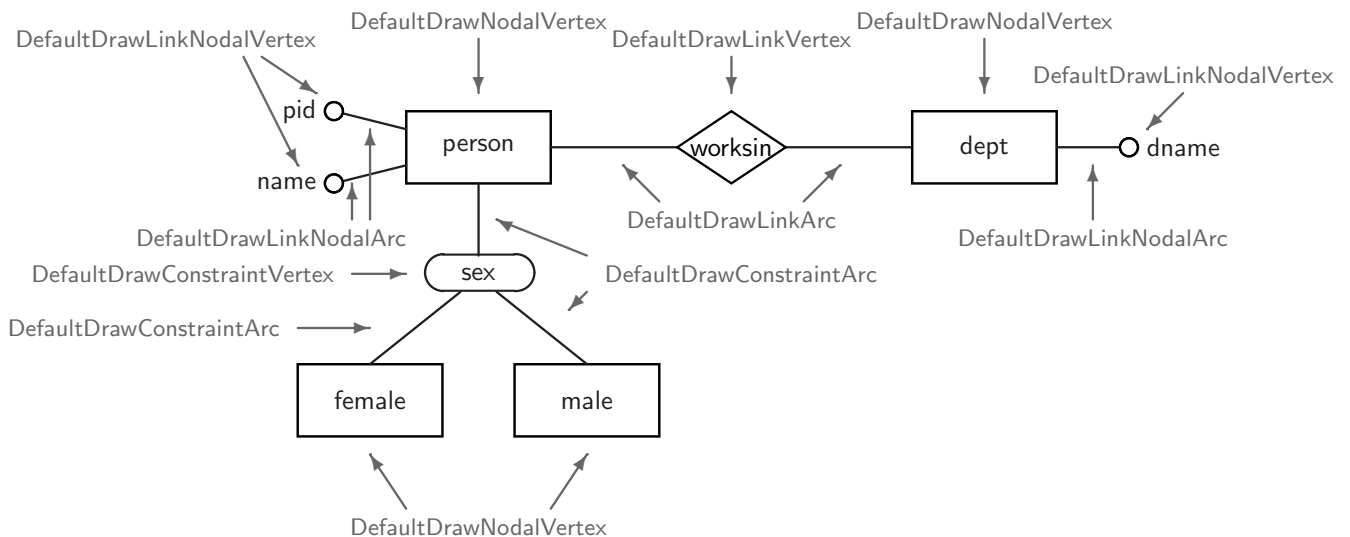 DefaultDrawNodalVertex
DefaultDrawNodalVertex
DefaultDrawLinkNodalVertex
DefaultDrawLinkVertex
DefaultDrawLinkNodalVertex
pid
person
worksin
dept
dname
name
DefaultDrawLinkArc
DefaultDrawLinkNodalArc
DefaultDrawLinkNodalArc
DefaultDrawConstraintVertex
sex
DefaultDrawConstraintArc
DefaultDrawConstraintArc
female
male
DefaultDrawNodalVertex